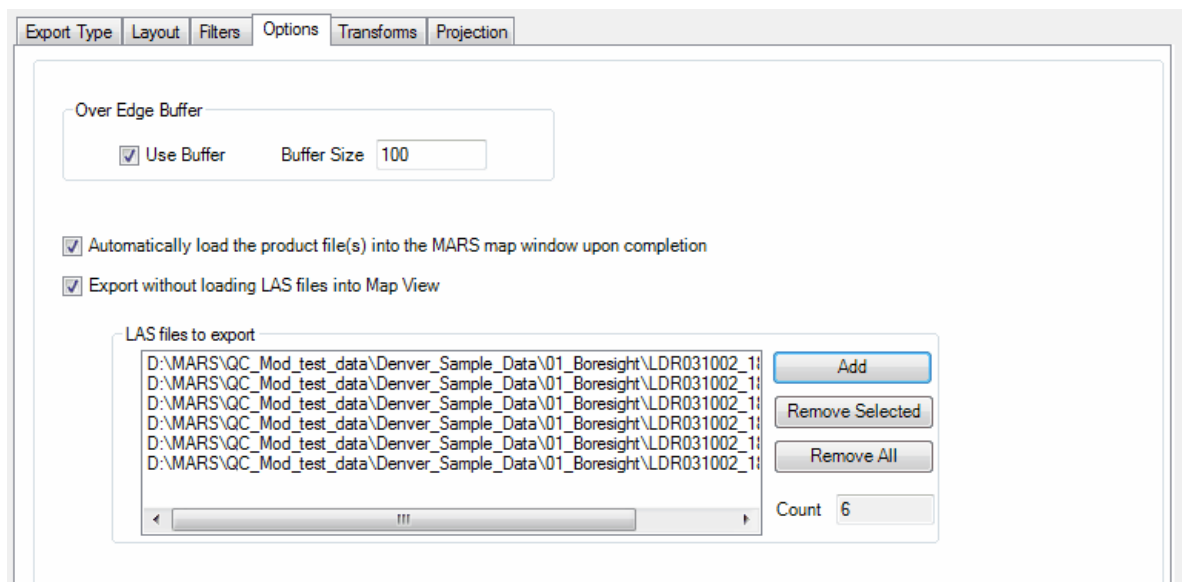 Export Type Layout Filters Options Transforms Projection
Over Edge Buffer
Use Buffer Buffer Size 100
Automatically load the product file(s) into the MARS map window upon completion
Export without loading LAS files into Map View
LAS files to export
D:\MARS\QC_Mod_test_data\Denver_Sample_Data\01_Boresight\LDR031002_1
D:\MARS\QC_Mod_test_data\Denver_Sample_Data\01_Boresight\LDR031002_1
D:\MARS\QC_Mod_test_data\Denver_Sample_Data\01_Boresight\LDR031002_1
D:\MARS\QC_Mod_test_data\Denver_Sample_Data\01_Boresight\LDR031002_1
D:\MARS\QC_Mod_test_data\Denver_Sample_Data\01_Boresight\LDR031002_1
D:\MARS\QC_Mod_test_data\Denver_Sample_Data\01_Boresight\LDR031002_1
Add
Remove Selected
Remove All
Count 6